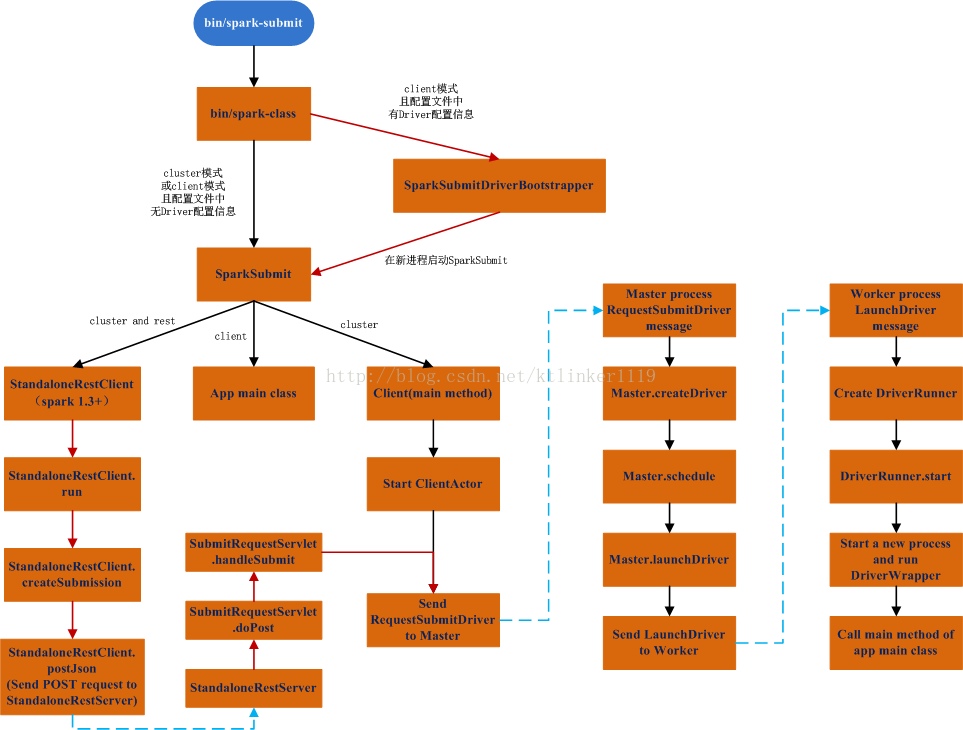 bin/spark-submit
bin/spark-class
client模式
且配置文件中
有Driver配置信息
SparkSubmitDriverBootstrapper
cluster模式
或client模式
且配置文件中
无Driver配置信息
在新进程启动SparkSubmit
SparkSubmit
cluster and rest
client
cluster
StandaloneRestClient
（spark 1.3+）
App main class
Client(main method)
http://blog.csdn.net/ktlinker1119
StandaloneRestClient.
run
Start ClientActor
StandaloneRestClient.
createSubmission
SubmitRequestServlet
.handleSubmit
SubmitRequestServlet
.doPost
Send
RequestSubmitDriver
to Master
StandaloneRestClient.
postJson
(Send POST request to
StandaloneRestServer)
StandaloneRestServer
Master process
RequestSubmitDriver
message
Master.createDriver
Master.schedule
Master.launchDriver
Send LaunchDriver
to Worker
Worker process
LaunchDriver
message
Create DriverRunner
DriverRunner.start
Start a new process
and run
DriverWrapper
Call main method of
app main class